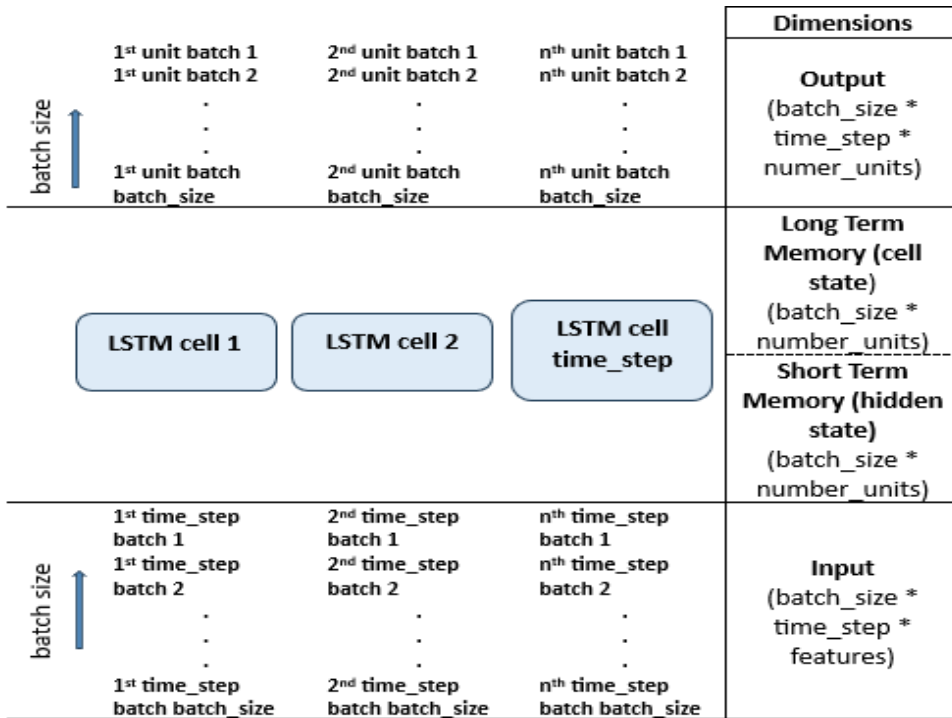 Dimensions
1st unit batch 1
1st unit batch 2
.
.
.
1st unit batch
batch_size
2nd unit batch 1
2nd unit batch 2
.
.
.
2nd unit batch
batch_size
nth unit batch 1
nth unit batch 2
.
.
.
nth unit batch
batch_size
batch size
Output
(batch_size *
time_step *
numer_units)
LSTM cell 1
LSTM cell 2
LSTM cell
time_step
Long Term
Memory (cell
state)
(batch_size *
number_units)
Short Term
Memory (hidden
state)
(batch_size *
number_units)
1st time_step
batch 1
1st time_step
batch 2
.
.
.
1st time_step
batch batch_size
2nd time_step
batch 1
2nd time_step
batch 2
.
.
.
2nd time_step
batch batch_size
nth time_step
batch 1
nth time_step
batch 2
.
.
.
nth time_step
batch batch_size
batch size
Input
(batch_size *
time_step *
features)